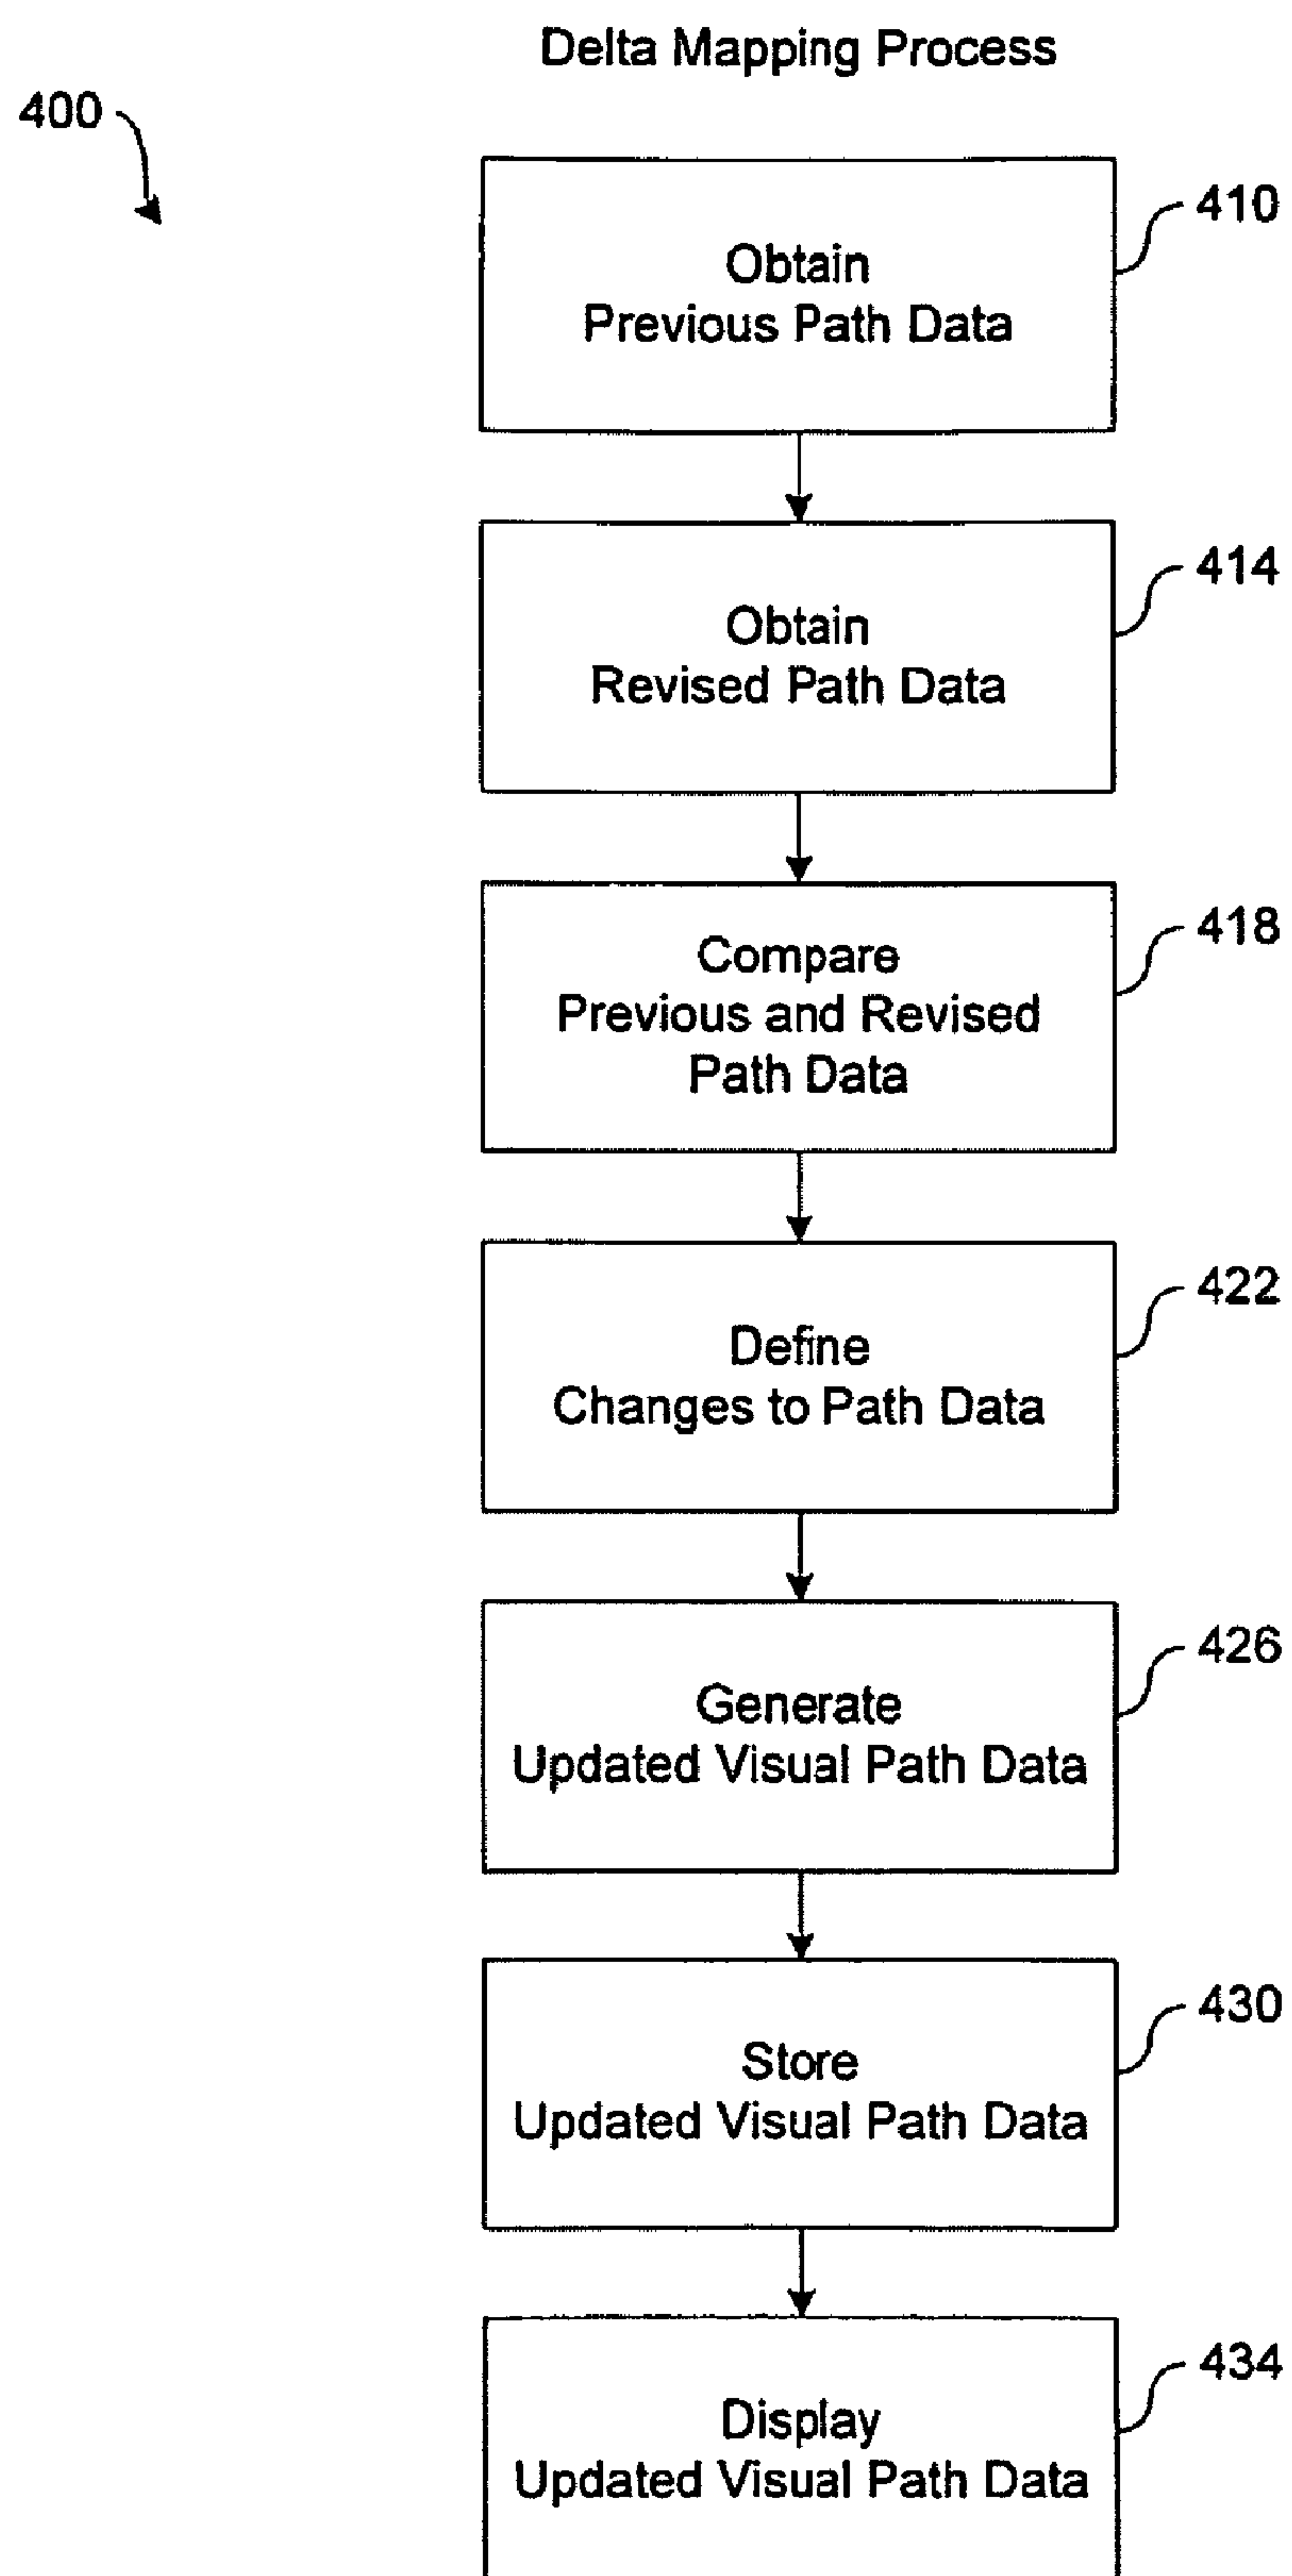 Delta Mapping Process
400
410
Obtain
Previous Path Data
414
Obtain
Revised Path Data
418
Compare
Previous and Revised
Path Data
422
Define
Changes to Path Data
426
Generate
Updated Visual Path Data
430
Store
Updated Visual Path Data
434
Display
Updated Visual Path Data